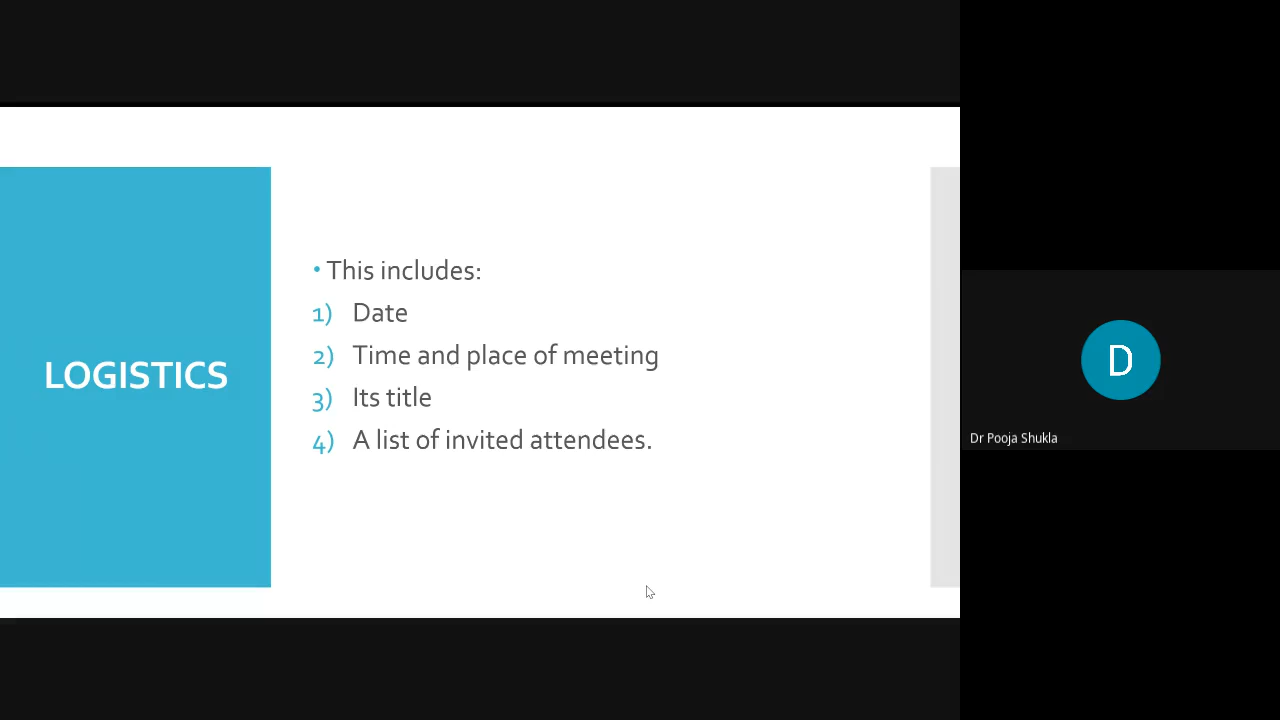 LOGISTICS
• This includes:
1) Date
2) Time and place of meeting
3) Its title
4) A list of invited attendees.
D
Dr Pooja Shukla